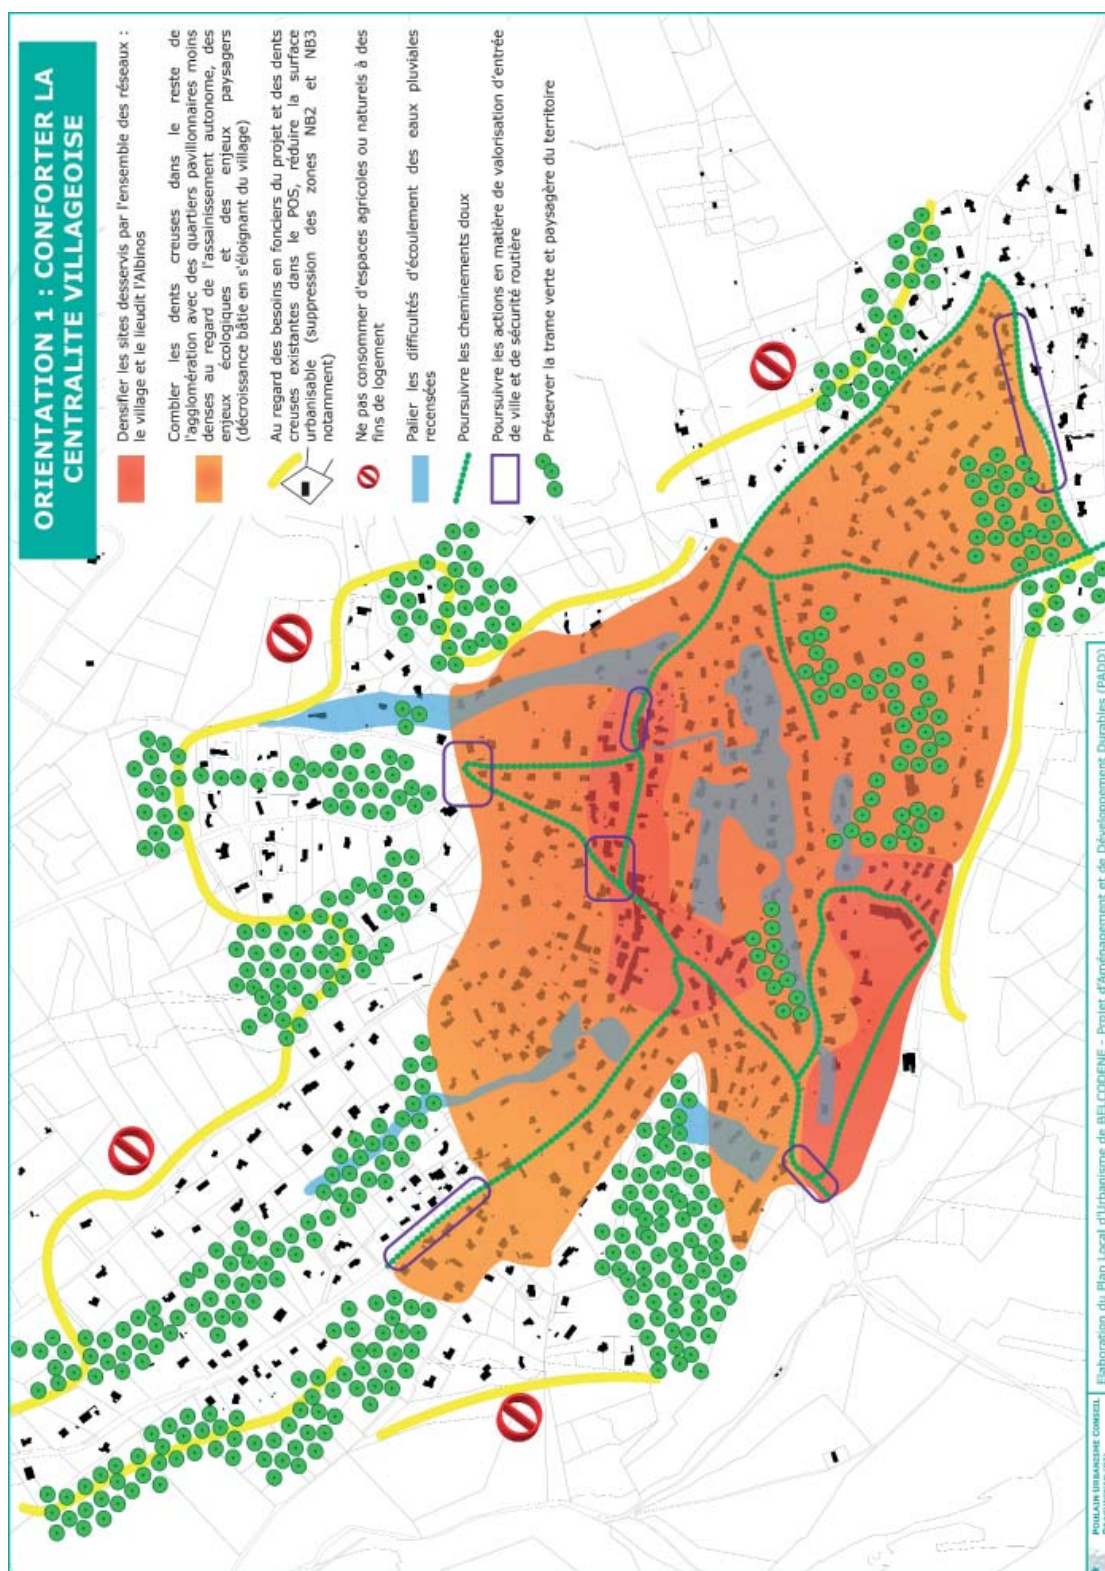 ORIENTATION 1 : CONFORTER LA
CENTRALITE VILLAGEOISE
Densifier les sites desservis par l'ensemble des réseaux :
le village et le lieudit l'Albinos
Combler les dents creuses dans le reste de
l'agglomération avec des quartiers pavillonnaires moins
denses au regard de l'assainissement autonome, des
enjeux écologiques et des enjeux paysagers
(décroissance bâtie en s'éloignant du village)
Au regard des besoins en fonciers du projet et des dents
creuses existantes dans le POS, réduire la surface
urbanisable (suppression des zones NB2 et NB3
notamment)
Ne pas consommer d'espaces agricoles ou naturels à des
fins de logement
Palier les difficultés d'écoulement des eaux pluviales
recensées
Poursuivre les cheminements doux
Poursuivre les actions en matière de valorisation d'entrée
de ville et de sécurité routière
Préserver la trame verte et paysagère du territoire
POULAIN URBANISME CONSEIL
Elaboration du Plan Local d'Urbanisme de BELCODENE - Projet d'Aménagement et de Développement Durables (PADD)